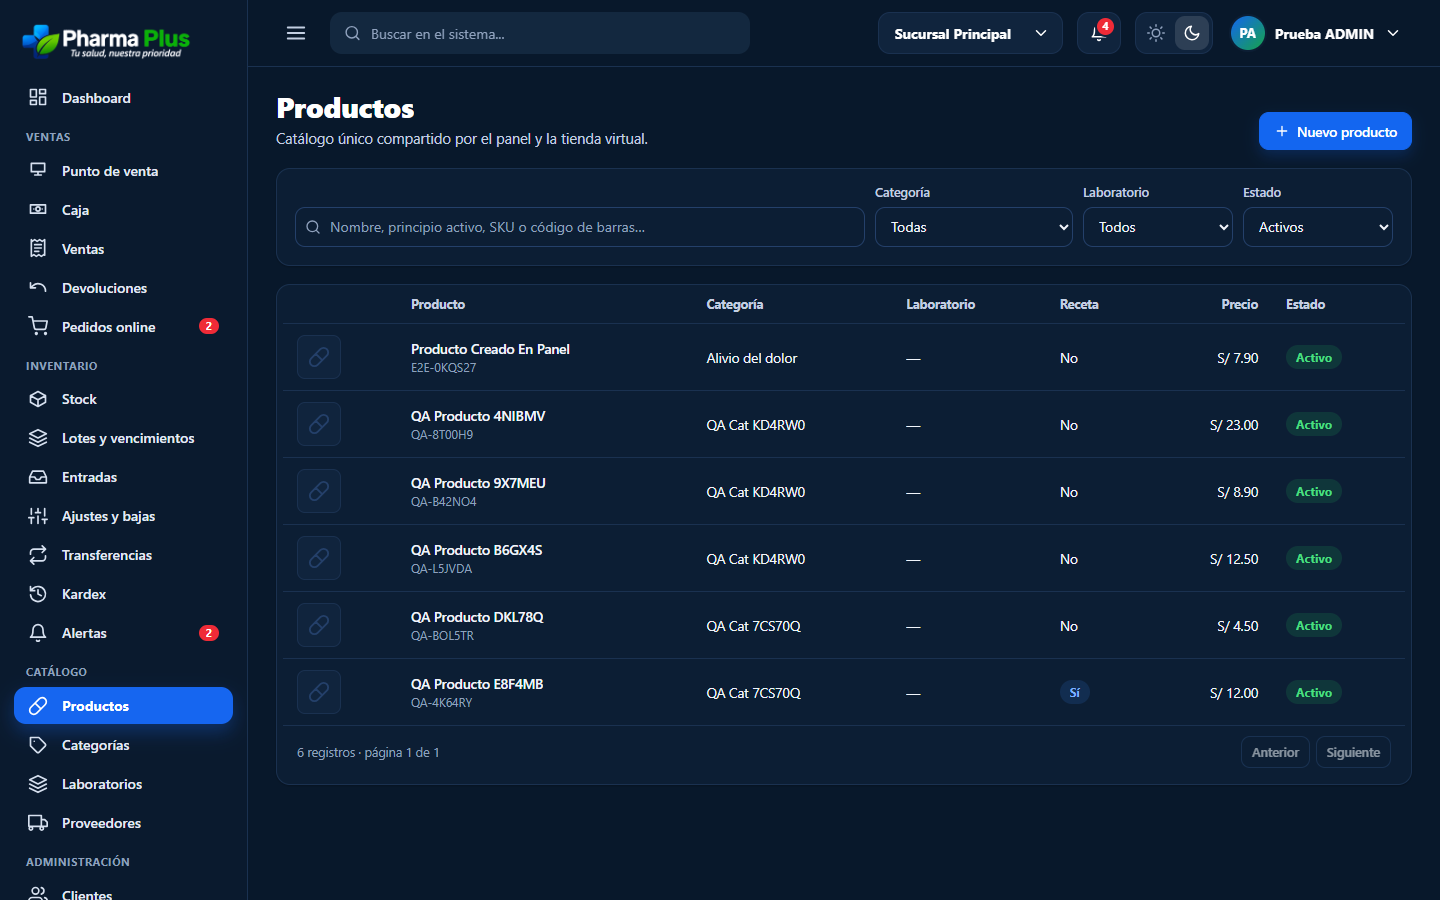 Pharma Plus
Tu salud, nuestra prioridad
Dashboard
VENTAS
Punto de venta
Caja
Ventas
Devoluciones
Pedidos online 2
INVENTARIO
Stock
Lotes y vencimientos
Entradas
Ajustes y bajas
Transferencias
Kardex
Alertas 2
CATÁLOGO
Productos
Categorías
Laboratorios
Proveedores
ADMINISTRACIÓN
Clientes
Buscar en el sistema...
Sucursal Principal
4
PA Prueba ADMIN
Productos
Catálogo único compartido por el panel y la tienda virtual.
+ Nuevo producto
Categoría Laboratorio Estado
Nombre, principio activo, SKU o código de barras... Todas Todos Activos
Producto Categoría Laboratorio Receta Precio Estado
Producto Creado En Panel
E2E-0KQS27
Alivio del dolor — No S/ 7.90 Activo
QA Producto 4NIBMV
QA-8T00H9
QA Cat KD4RW0 — No S/ 23.00 Activo
QA Producto 9X7MEU
QA-B42NO4
QA Cat KD4RW0 — No S/ 8.90 Activo
QA Producto B6GX4S
QA-L5JVDA
QA Cat KD4RW0 — No S/ 12.50 Activo
QA Producto DKL78Q
QA-BOL5TR
QA Cat 7CS70Q — No S/ 4.50 Activo
QA Producto E8F4MB
QA-4K64RY
QA Cat 7CS70Q — Sí S/ 12.00 Activo
6 registros · página 1 de 1
Anterior Siguiente